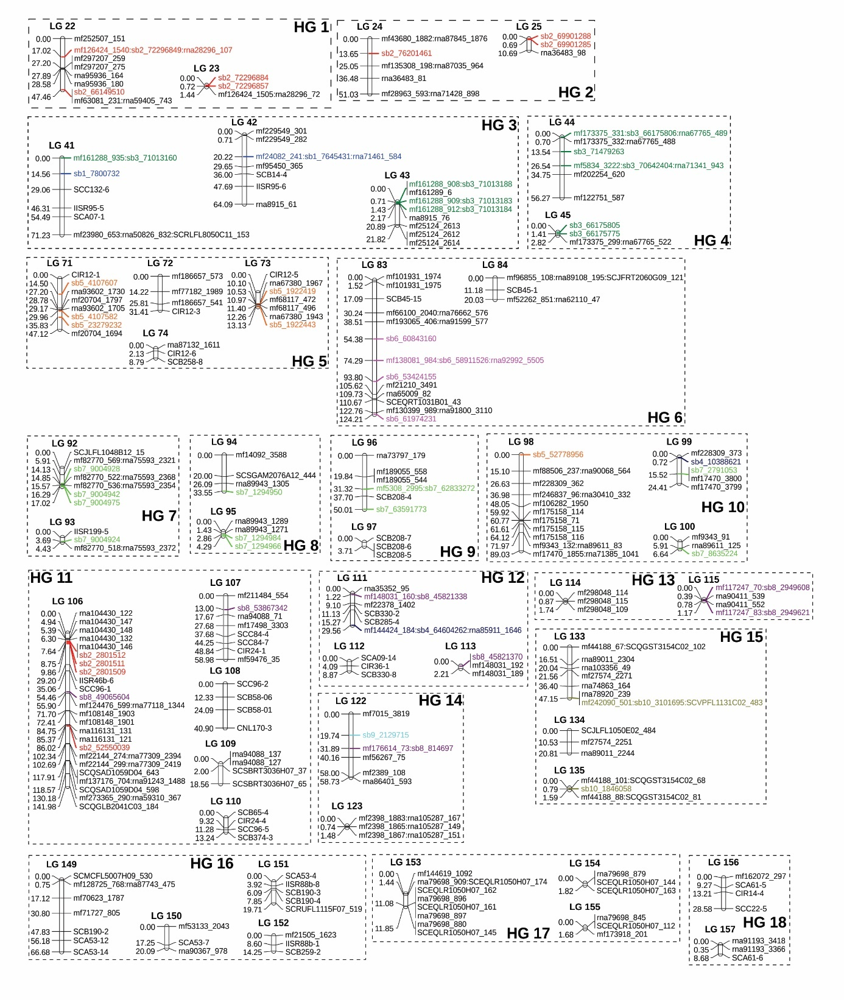 HG 1
LG 22
0.00
17.02
27.20
27.89
28.58
47.46
mf252507_151
mf126424_1540:sb2_72296849:rna28296_107
mf297207_259
mf297207_275
rna95936_164
rna95936_180
sb2_66149510
mf63081_231:rna59405_743
LG 23
0.00
0.72
1.44
sb2_72296884
sb2_72296857
mf126424_1505:rna28296_72
LG 24
0.00
13.65
25.05
36.48
51.03
mf43680_1882:rna87845_1876
sb2_76201461
mf135308_198:rna87035_964
rna36483_81
mf28963_593:rna71428_898
LG 25
0.00
0.69
10.69
sb2_69901288
sb2_69901285
rna36483_98
HG 2
HG 3
LG 41
0.00
14.56
29.06
46.31
54.49
71.23
mf161288_935:sb3_71013160
sb1_7800732
SCC132-6
IISR95-5
SCA07-1
mf23980_653:rna50826_832:SCRLFL8050C11_153
LG 42
0.00
0.71
20.22
29.65
36.00
47.69
64.09
mf229549_301
mf229549_282
mf24082_241:sb1_7645431:rna71461_584
mf95450_365
SCB14-4
IISR95-6
rna8915_61
LG 43
0.00
0.71
1.43
2.17
20.89
21.82
mf161288_908:sb3_71013188
mf161289_6
mf161288_909:sb3_71013183
mf161288_912:sb3_71013184
rna8915_76
mf25124_2613
mf25124_2612
mf25124_2614
LG 44
0.00
0.70
13.54
26.54
34.75
56.27
mf173375_331:sb3_66175806:rna67765_489
mf173375_332:rna67765_488
sb3_71479263
mf5834_3222:sb3_70642404:rna71341_943
mf202254_620
mf122751_587
LG 45
0.00
1.41
2.82
sb3_66175805
sb3_66175775
mf173375_299:rna67765_522
HG 4
LG 71
0.00
14.50
27.20
28.78
29.17
29.96
35.83
47.12
CIR12-1
sb5_4107607
rna93602_1730
mf20704_1797
rna93602_1705
sb5_4107582
sb5_23279232
mf20704_1694
LG 72
0.00
14.22
25.81
31.41
mf186657_573
mf77182_1989
mf186657_541
CIR12-3
LG 73
0.00
10.10
10.53
10.97
11.40
12.26
13.13
CIR12-5
rna67380_1967
sb5_1922419
mf68117_472
mf68117_496
rna67380_1943
sb5_1922443
LG 74
0.00
2.13
8.79
rna87132_1611
CIR12-6
SCB258-8
HG 5
LG 83
0.00
1.52
17.09
30.24
38.51
54.38
74.29
93.80
105.62
109.73
110.67
122.76
124.21
mf101931_1974
mf101931_1975
SCB45-15
mf66100_2040:rna76662_576
mf193065_406:rna91599_577
sb6_60843160
mf138081_984:sb6_58911526:rna92992_5505
sb6_53424155
mf21210_3491
rna65009_82
SCEQRT1031B01_43
mf130399_989:rna91800_3110
sb6_61974231
LG 84
0.00
11.18
20.03
mf96855_108:rna89108_195:SCJFRT2060G09_121
SCB45-1
mf52262_851:rna62110_47
HG 6
LG 92
0.00
5.91
14.13
14.85
15.57
16.29
17.02
SCJLFL1048B12_15
mf82770_569:rna75593_2321
sb7_9004928
mf82770_522:rna75593_2368
mf82770_536:rna75593_2354
sb7_9004942
sb7_9004975
HG 7
LG 93
0.00
3.69
4.43
IISR199-5
sb7_9004924
mf82770_518:rna75593_2372
LG 94
0.00
20.00
26.09
33.55
mf14092_3588
SCSGAM2076A12_444
rna89943_1305
sb7_1294950
LG 95
0.00
1.43
2.86
4.29
rna89943_1289
rna89943_1271
sb7_1294984
sb7_1294966
HG 8
LG 96
0.00
19.84
31.32
37.70
50.01
rna73797_179
mf189055_558
mf189055_544
mf5308_2995:sb7_62833272
SCB208-4
sb7_63591773
LG 97
0.00
3.71
SCB208-7
SCB208-6
SCB208-5
HG 9
LG 98
0.00
15.10
26.63
36.98
48.05
59.92
60.77
61.61
64.12
71.97
89.03
sb5_52778956
mf88506_237:rna90068_564
mf228309_362
mf246837_96:rna30410_332
mf106282_1950
mf175158_114
mf175158_71
mf175158_115
mf175158_116
mf9343_132:rna89611_83
mf17470_1855:rna71385_1041
LG 99
0.00
0.72
15.52
24.41
mf228309_373
sb4_10388621
sb7_2791053
mf17470_3800
mf17470_3799
HG 10
LG 100
0.00
5.91
6.64
mf9343_91
rna89611_125
sb7_8635224
HG 11
LG 106
0.00
4.94
5.39
6.30
7.64
8.75
9.86
29.20
35.06
54.46
55.90
71.70
72.41
84.75
85.37
86.02
102.34
102.69
117.91
118.57
130.18
141.98
rna104430_122
rna104430_147
rna104430_148
rna104430_132
rna104430_146
sb2_2801512
sb2_2801511
sb2_2801509
IISR46b-6
SCC96-1
sb8_49065604
mf124476_599:rna77118_1344
mf108148_1903
mf108148_1901
rna116131_131
rna116131_121
sb2_52550039
mf22144_274:rna77309_2394
mf22144_299:rna77309_2419
SCQSAD1059D04_643
mf137176_704:rna91243_1488
SCQSAD1059D04_598
mf273365_290:rna59310_367
SCQGLB2041C03_184
LG 107
0.00
13.00
17.67
27.68
37.68
44.25
48.84
58.98
mf211484_554
sb8_53867342
rna94088_71
mf17498_3303
SCC84-4
SCC84-7
CIR24-1
mf59476_35
LG 108
0.00
12.33
24.09
40.90
SCC96-2
SCB58-06
SCB58-01
CNL170-3
LG 109
0.00
2.00
18.56
rna94088_137
rna94088_127
SCSBRT3036H07_37
SCSBRT3036H07_65
LG 110
0.00
9.32
11.28
13.24
SCB65-4
CIR24-4
SCC96-5
SCB374-3
HG 12
LG 111
0.00
1.22
9.10
11.13
15.27
29.56
rna35352_95
mf148031_160:sb8_45821338
mf22378_1402
SCB330-2
SCB285-4
mf144424_184:sb4_64604262:rna85911_1646
LG 112
0.00
4.09
8.87
SCA09-14
CIR36-1
SCB330-8
LG 113
0.00
2.21
sb8_45821370
mf148031_192
mf148031_189
HG 13
LG 114
0.00
0.87
1.74
mf298048_114
mf298048_115
mf298048_109
LG 115
0.00
0.39
0.78
1.17
mf117247_70:sb8_2949608
rna90411_539
rna90411_552
mf117247_83:sb8_2949621
HG 14
LG 122
0.00
19.74
31.89
40.16
58.00
58.73
mf7015_3819
sb9_2129715
mf176614_73:sb8_814697
mf56267_75
mf2389_108
rna86401_593
LG 123
0.00
0.74
1.48
mf2398_1883:rna105287_167
mf2398_1865:rna105287_149
mf2398_1867:rna105287_151
HG 15
LG 133
0.00
16.51
20.04
21.56
36.40
47.15
mf44188_67:SCQGST3154C02_102
rna89011_2304
rna103356_49
mf27574_2271
rna74863_164
rna78920_239
mf242090_501:sb10_3101695:SCVPFL1131C02_483
LG 134
0.00
10.53
20.81
SCJLFL1050E02_484
mf27574_2251
rna89011_2244
LG 135
0.00
0.79
1.59
mf44188_101:SCQGST3154C02_68
sb10_1846058
mf44188_88:SCQGST3154C02_81
HG 16
LG 149
0.00
0.75
17.12
30.80
47.83
56.18
66.68
SCMCFL5007H09_530
mf128725_768:rna87743_475
mf70623_1787
mf71727_805
SCB190-2
SCA53-12
SCA53-14
LG 150
0.00
17.25
20.09
mf53133_2043
SCA53-7
rna90367_978
LG 151
0.00
3.92
6.09
7.85
19.71
SCA53-4
IISR88b-8
SCB190-3
SCB190-4
SCRUFL1115F07_519
LG 152
0.00
8.60
14.25
mf21505_1623
IISR88b-1
SCB259-2
LG 153
0.00
1.44
11.08
11.85
mf144619_1092
rna79698_909:SCEQLR1050H07_174
SCEQLR1050H07_162
rna79698_896
SCEQLR1050H07_161
rna79698_897
rna79698_880
SCEQLR1050H07_145
LG 154
0.00
1.82
rna79698_879
SCEQLR1050H07_144
SCEQLR1050H07_163
LG 155
0.00
1.68
rna79698_845
SCEQLR1050H07_112
mf173918_201
HG 17
LG 156
0.00
9.27
13.21
28.58
mf162072_297
SCA61-5
CIR14-4
SCC22-5
HG 18
LG 157
0.00
0.35
8.68
rna91193_3418
rna91193_3366
SCA61-6